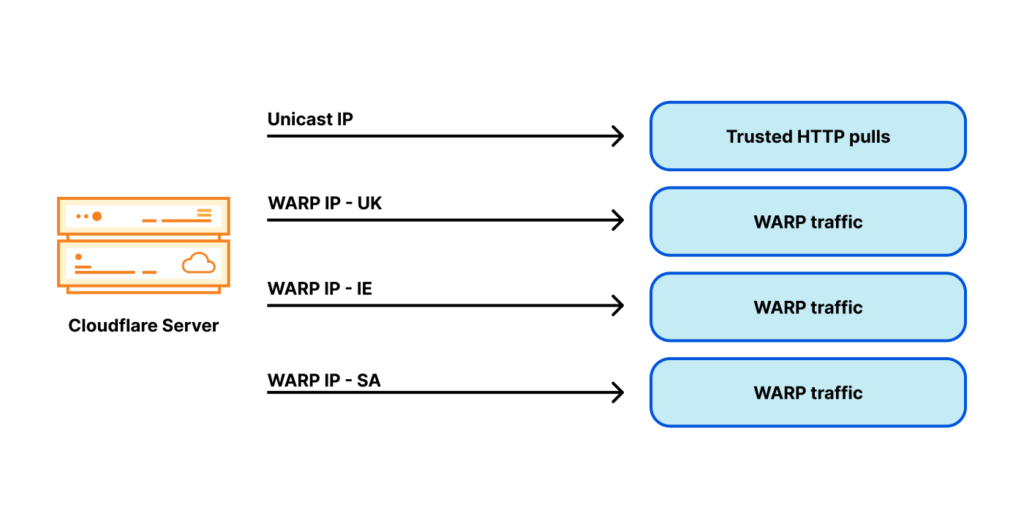 Unicast IP
Trusted HTTP pulls
WARP IP - UK
WARP traffic
WARP IP - IE
WARP traffic
Cloudflare Server
WARP IP - SA
WARP traffic